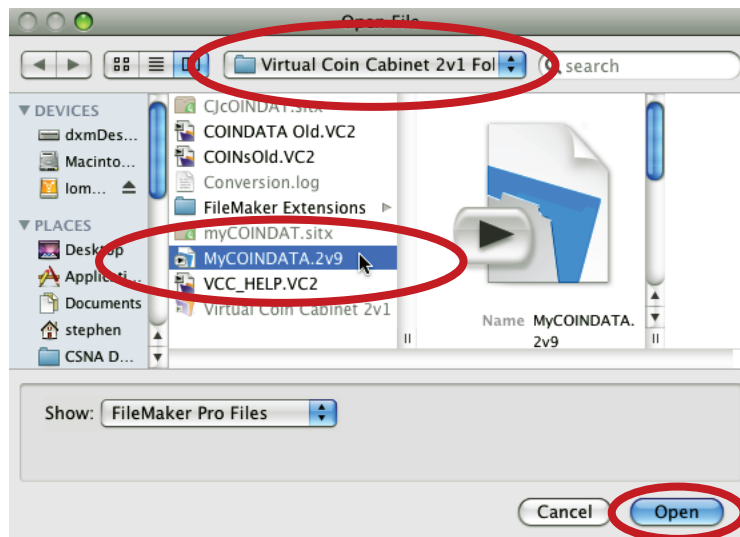 Open File
Virtual Coin Cabinet 2v1 Fol
search
DEVICES
dxmDes...
Macinto...
Iom...
PLACES
Desktop
Applicati...
Documents
stephen
CSNA D...
CJcOINDAT.sitx
COINDATA Old.VC2
COINsOld.VC2
Conversion.log
FileMaker Extensions
myCOINDAT.sitx
MyCOINDATA.2v9
VCC_HELP.VC2
Virtual Coin Cabinet 2v1
Name MyCOINDATA.
2v9
Show: FileMaker Pro Files
Cancel
Open